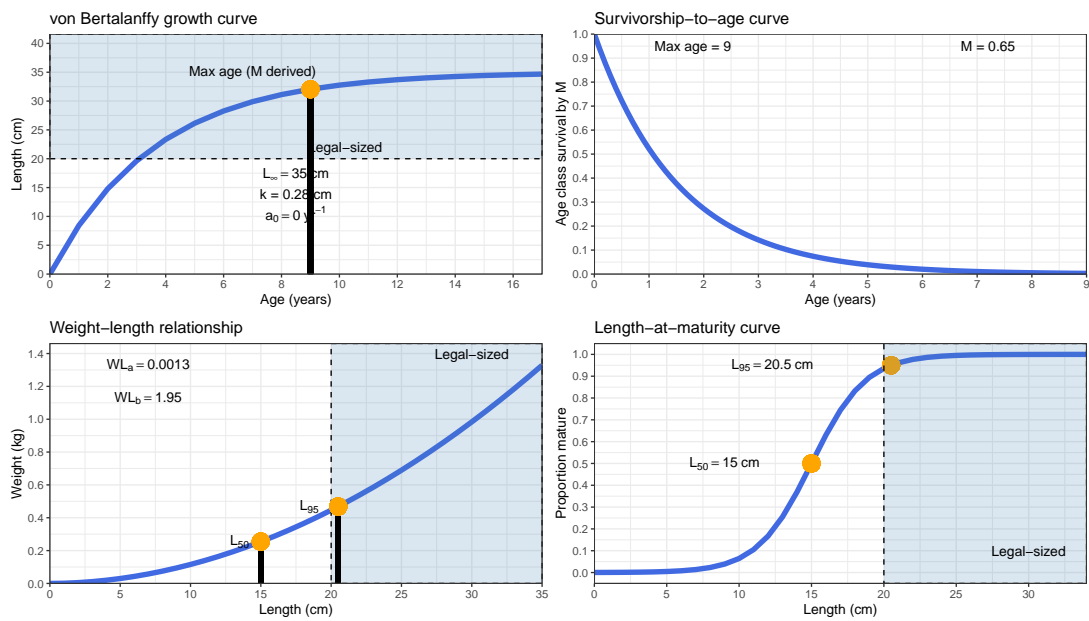 von Bertalanffy growth curve
Length (cm)
40
35
30
25
20
15
10
5
0
Max age (M derived)
Legal−sized
L∞ = 35 cm
k = 0.28 cm
a0 = 0 y−1
0 2 4 6 8 10 12 14 16
Age (years)
Survivorship−to−age curve
Age class survival by M
1.0
0.9
0.8
0.7
0.6
0.5
0.4
0.3
0.2
0.1
0.0
Max age = 9
M = 0.65
0 1 2 3 4 5 6 7 8 9
Age (years)
Weight−length relationship
Weight (kg)
1.4
1.2
1.0
0.8
0.6
0.4
0.2
0.0
WLa = 0.0013
WLb = 1.95
Legal−sized
L95
L50
0 5 10 15 20 25 30 35
Length (cm)
Length−at−maturity curve
Proportion mature
1.0
0.9
0.8
0.7
0.6
0.5
0.4
0.3
0.2
0.1
0.0
L95 = 20.5 cm
L50 = 15 cm
Legal−sized
0 5 10 15 20 25 30
Length (cm)